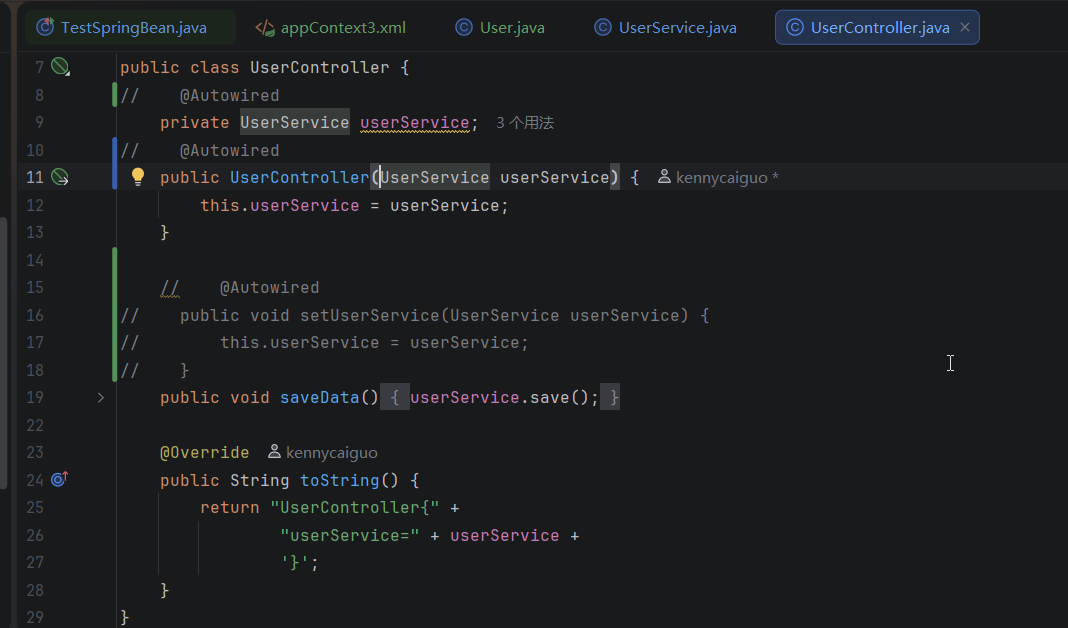 TestSpringBean.java appContext3.xml User.java UserService.java UserController.java
7 public class UserController {
8 //    @Autowired
9     private UserService userService; 3 个用法
10 //    @Autowired
11     public UserController(UserService userService) { kennycaiguo *
12         this.userService = userService;
13     }
14
15     //    @Autowired
16 //    public void setUserService(UserService userService) {
17 //        this.userService = userService;
18 //    }
19     public void saveData() { userService.save(); }
22
23     @Override kennycaiguo
24     public String toString() {
25         return "UserController{" +
26                 "userService=" + userService +
27                 '}';
28     }
29 }